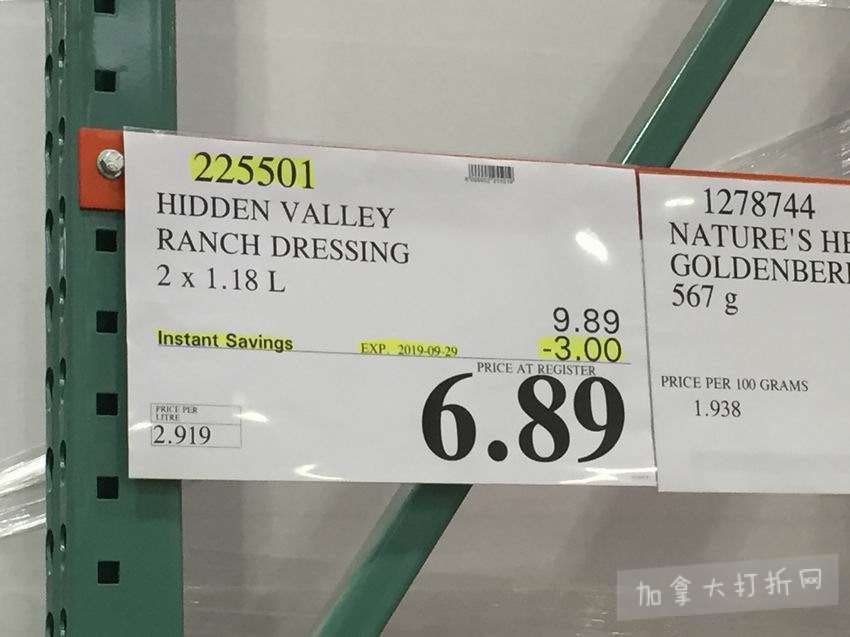 225501
HIDDEN VALLEY
RANCH DRESSING
2 x 1.18 L
9.89
Instant Savings EXP. 2019-09-29 -3.00
PRICE AT REGISTER
6.89
PRICE PER
LITRE
2.919
1278744
NATURE'S HE
GOLDENBER
567 g
PRICE PER 100 GRAMS
1.938
加拿大打折网